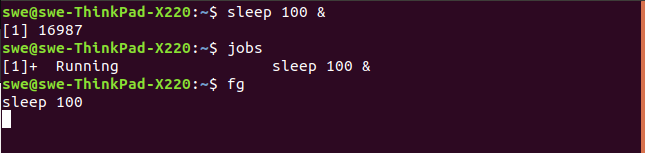 swe@swe-ThinkPad-X220:~$ sleep 100 &
[1] 16987
swe@swe-ThinkPad-X220:~$ jobs
[1]+  Running                 sleep 100 &
swe@swe-ThinkPad-X220:~$ fg
sleep 100